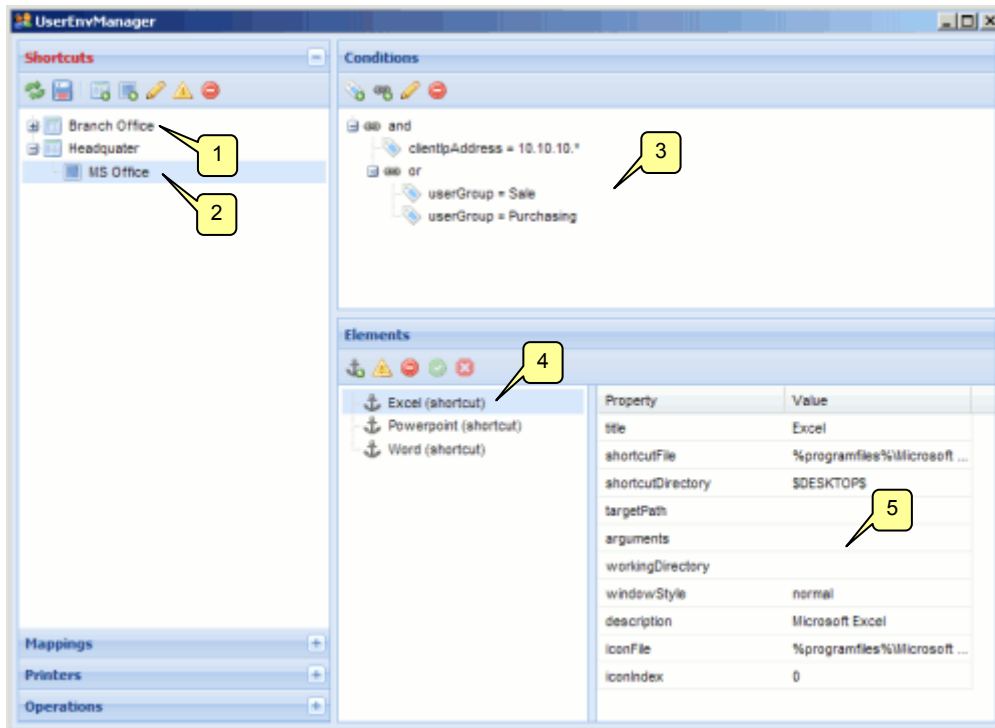 UserEnvManager
Shortcuts
Branch Office
1
Headquater
MS Office
2
Mappings
Printers
Operations
Conditions
and
clientIpAddress = 10.10.10.*
3
or
userGroup = Sale
userGroup = Purchasing
Elements
4
Excel (shortcut)
Powerpoint (shortcut)
Word (shortcut)
Property Value
title Excel
shortcutFile %programfiles%\Microsoft ...
shortcutDirectory $DESKTOP$
targetPath
5
arguments
workingDirectory
windowStyle normal
description Microsoft Excel
iconFile %programfiles%\Microsoft ...
iconIndex 0